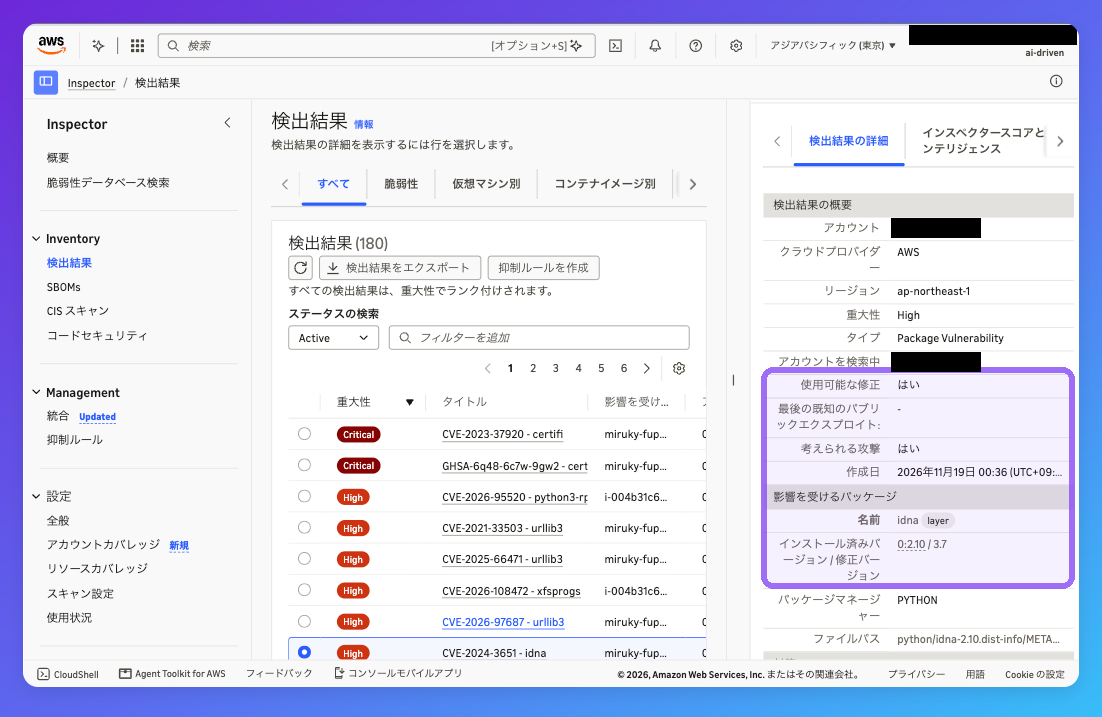 aws
検索
[オプション+S]
アジアパシフィック (東京) ▼
ai-driven
Inspector / 検出結果
Inspector
概要
脆弱性データベース検索
Inventory
検出結果
SBOMs
CIS スキャン
コードセキュリティ
Management
統合 Updated
抑制ルール
設定
全般
アカウントカバレッジ 新規
リソースカバレッジ
スキャン設定
使用状況
検出結果 情報
検出結果の詳細を表示するには行を選択します。
すべて 脆弱性 仮想マシン別 コンテナイメージ別
検出結果 (180)
検出結果をエクスポート 抑制ルールを作成
すべての検出結果は、重大性でランク付けされます。
ステータスの検索
Active フィルターを追加
1 2 3 4 5 6
重大性 ▼ タイトル 影響を受け...
Critical CVE-2023-37920 - certifi miruky-fup...
Critical GHSA-6q48-6c7w-9gw2 - cert miruky-fup...
High CVE-2026-95520 - python3-rp i-004b31c6...
High CVE-2021-33503 - urllib3 miruky-fup...
High CVE-2025-66471 - urllib3 miruky-fup...
High CVE-2026-108472 - xfsprogs i-004b31c6...
High CVE-2026-97687 - urllib3 miruky-fup...
High CVE-2024-3651 - idna miruky-fup...
検出結果の詳細
インスペクタースコアと
ンテリジェンス
検出結果の概要
アカウント
クラウドプロバイダ
ー
AWS
リージョン ap-northeast-1
重大性 High
タイプ Package Vulnerability
アカウントを検索中
使用可能な修正 はい
最後の既知のパブリ
ックエクスプロイト:
-
考えられる攻撃 はい
作成日 2026年11月19日 00:36 (UTC+09:...
影響を受けるパッケージ
名前 idna layer
インストール済みバ
ージョン / 修正バー
ジョン
0:2.10 / 3.7
パッケージマネージ
ャー
PYTHON
ファイルパス python/idna-2.10.dist-info/META...
CloudShell Agent Toolkit for AWS フィードバック コンソールモバイルアプリ
© 2026, Amazon Web Services, Inc. またはその関連会社。 プライバシー 用語 Cookie の設定